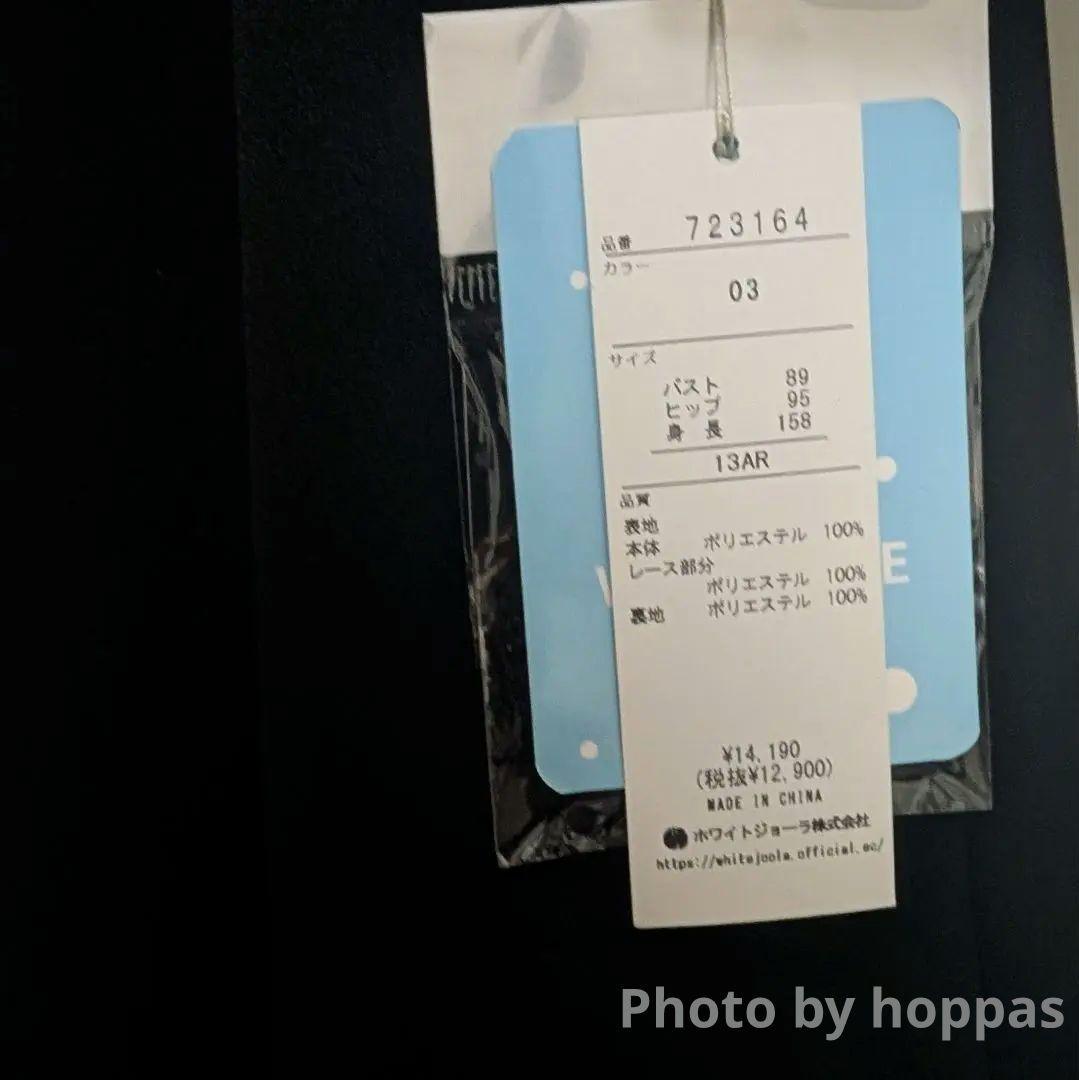 品番 723164
カラー
03
サイズ
バスト 89
ヒップ 95
身 長 158
13AR
品質
表地
本体 ポリエステル 100%
レース部分
ポリエステル 100%
裏地 ポリエステル 100%
¥14,190
(税抜¥12,900)
MADE IN CHINA
ホワイトジョーラ株式会社
https://whitejoola.official.ec/
Photo by hoppas